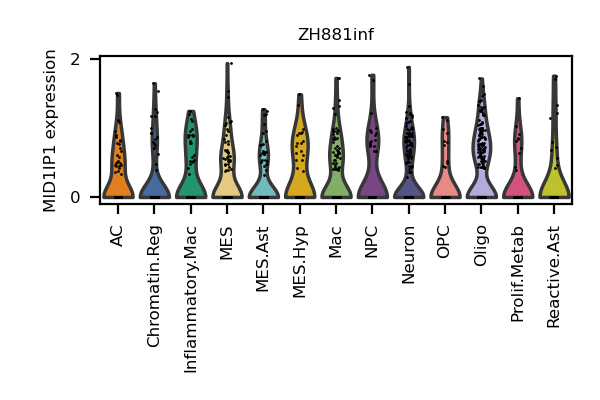 ZH881inf
MID1IP1 expression
2
0
AC
Chromatin.Reg
Inflammatory.Mac
MES
MES.Ast
MES.Hyp
Mac
NPC
Neuron
OPC
Oligo
Prolif.Metab
Reactive.Ast